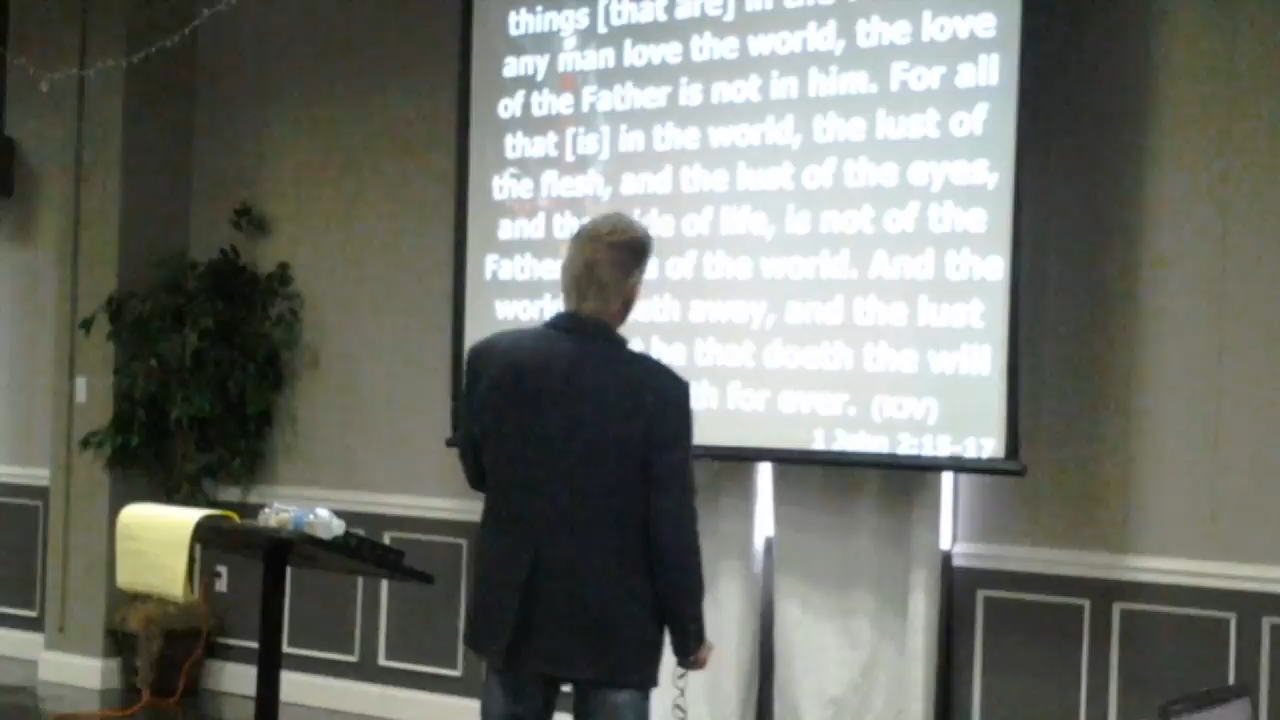 things [that are] in the
any man love the world, the love
of the Father is not in him. For all
that [is] in the world, the lust of
the flesh, and the lust of the eyes,
and the of life, is not of the
Father of the world. And the
world away, and the lust
he that doeth the will
for ever. (KJV)
1 John 2:15-17